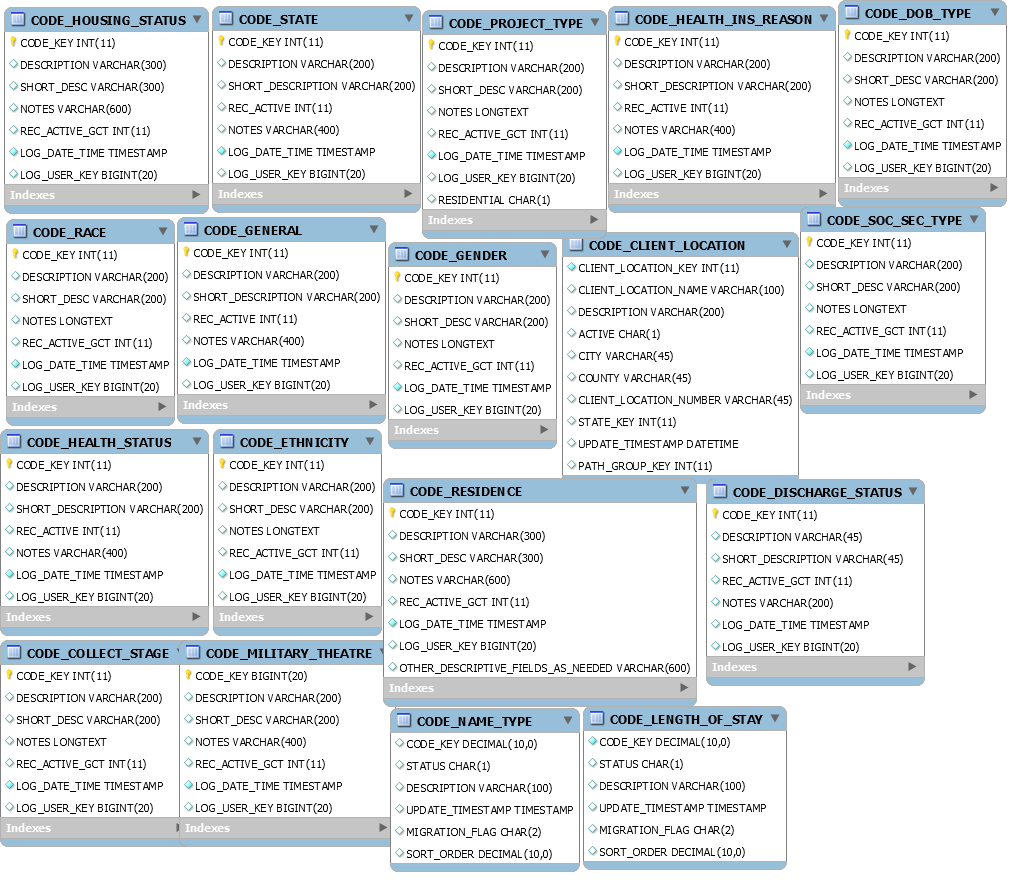 CODE_HOUSING_STATUS
CODE_KEY INT(11)
DESCRIPTION VARCHAR(300)
SHORT_DESC VARCHAR(300)
NOTES VARCHAR(600)
REC_ACTIVE_GCT INT(11)
LOG_DATE_TIME TIMESTAMP
LOG_USER_KEY BIGINT(20)
Indexes
CODE_STATE
CODE_KEY INT(11)
DESCRIPTION VARCHAR(200)
SHORT_DESCRIPTION VARCHAR(200)
REC_ACTIVE INT(11)
NOTES VARCHAR(400)
LOG_DATE_TIME TIMESTAMP
LOG_USER_KEY BIGINT(20)
Indexes
CODE_PROJECT_TYPE
CODE_KEY INT(11)
DESCRIPTION VARCHAR(200)
SHORT_DESC VARCHAR(200)
NOTES LONGTEXT
REC_ACTIVE_GCT INT(11)
LOG_DATE_TIME TIMESTAMP
LOG_USER_KEY BIGINT(20)
RESIDENTIAL CHAR(1)
Indexes
CODE_HEALTH_INS_REASON
CODE_KEY INT(11)
DESCRIPTION VARCHAR(200)
SHORT_DESCRIPTION VARCHAR(200)
REC_ACTIVE INT(11)
NOTES VARCHAR(400)
LOG_DATE_TIME TIMESTAMP
LOG_USER_KEY BIGINT(20)
Indexes
CODE_DOB_TYPE
CODE_KEY INT(11)
DESCRIPTION VARCHAR(200)
SHORT_DESC VARCHAR(200)
NOTES LONGTEXT
REC_ACTIVE_GCT INT(11)
LOG_DATE_TIME TIMESTAMP
LOG_USER_KEY BIGINT(20)
Indexes
CODE_RACE
CODE_KEY INT(11)
DESCRIPTION VARCHAR(200)
SHORT_DESC VARCHAR(200)
NOTES LONGTEXT
REC_ACTIVE_GCT INT(11)
LOG_DATE_TIME TIMESTAMP
LOG_USER_KEY BIGINT(20)
Indexes
CODE_GENERAL
CODE_KEY INT(11)
DESCRIPTION VARCHAR(200)
SHORT_DESCRIPTION VARCHAR(200)
REC_ACTIVE INT(11)
NOTES VARCHAR(400)
LOG_DATE_TIME TIMESTAMP
LOG_USER_KEY BIGINT(20)
Indexes
CODE_GENDER
CODE_KEY INT(11)
DESCRIPTION VARCHAR(200)
SHORT_DESC VARCHAR(200)
NOTES LONGTEXT
REC_ACTIVE_GCT INT(11)
LOG_DATE_TIME TIMESTAMP
LOG_USER_KEY BIGINT(20)
Indexes
CODE_CLIENT_LOCATION
CLIENT_LOCATION_KEY INT(11)
CLIENT_LOCATION_NAME VARCHAR(100)
DESCRIPTION VARCHAR(200)
ACTIVE CHAR(1)
CITY VARCHAR(45)
COUNTY VARCHAR(45)
CLIENT_LOCATION_NUMBER VARCHAR(45)
STATE_KEY INT(11)
UPDATE_TIMESTAMP DATETIME
PATH_GROUP_KEY INT(11)
CODE_SOC_SEC_TYPE
CODE_KEY INT(11)
DESCRIPTION VARCHAR(200)
SHORT_DESC VARCHAR(200)
NOTES LONGTEXT
REC_ACTIVE_GCT INT(11)
LOG_DATE_TIME TIMESTAMP
LOG_USER_KEY BIGINT(20)
Indexes
CODE_HEALTH_STATUS
CODE_KEY INT(11)
DESCRIPTION VARCHAR(200)
SHORT_DESCRIPTION VARCHAR(200)
REC_ACTIVE INT(11)
NOTES VARCHAR(400)
LOG_DATE_TIME TIMESTAMP
LOG_USER_KEY BIGINT(20)
Indexes
CODE_ETHNICITY
CODE_KEY INT(11)
DESCRIPTION VARCHAR(200)
SHORT_DESC VARCHAR(200)
NOTES LONGTEXT
REC_ACTIVE_GCT INT(11)
LOG_DATE_TIME TIMESTAMP
LOG_USER_KEY BIGINT(20)
Indexes
CODE_RESIDENCE
CODE_KEY INT(11)
DESCRIPTION VARCHAR(300)
SHORT_DESC VARCHAR(300)
NOTES VARCHAR(600)
REC_ACTIVE_GCT INT(11)
LOG_DATE_TIME TIMESTAMP
LOG_USER_KEY BIGINT(20)
OTHER_DESCRIPTIVE_FIELDS_AS_NEEDED VARCHAR(600)
Indexes
CODE_DISCHARGE_STATUS
CODE_KEY INT(11)
DESCRIPTION VARCHAR(45)
SHORT_DESCRIPTION VARCHAR(45)
REC_ACTIVE_GCT INT(11)
NOTES VARCHAR(200)
LOG_DATE_TIME TIMESTAMP
LOG_USER_KEY BIGINT(20)
Indexes
CODE_COLLECT_STAGE
CODE_KEY INT(11)
DESCRIPTION VARCHAR(200)
SHORT_DESC VARCHAR(200)
NOTES LONGTEXT
REC_ACTIVE_GCT INT(11)
LOG_DATE_TIME TIMESTAMP
LOG_USER_KEY BIGINT(20)
Indexes
CODE_MILITARY_THEATRE
CODE_KEY BIGINT(20)
DESCRIPTION VARCHAR(200)
SHORT_DESC VARCHAR(200)
NOTES VARCHAR(400)
REC_ACTIVE_GCT INT(11)
LOG_DATE_TIME TIMESTAMP
LOG_USER_KEY BIGINT(20)
Indexes
CODE_NAME_TYPE
CODE_KEY DECIMAL(10,0)
STATUS CHAR(1)
DESCRIPTION VARCHAR(100)
UPDATE_TIMESTAMP TIMESTAMP
MIGRATION_FLAG CHAR(2)
SORT_ORDER DECIMAL(10,0)
CODE_LENGTH_OF_STAY
CODE_KEY DECIMAL(10,0)
STATUS CHAR(1)
DESCRIPTION VARCHAR(100)
UPDATE_TIMESTAMP TIMESTAMP
MIGRATION_FLAG CHAR(2)
SORT_ORDER DECIMAL(10,0)